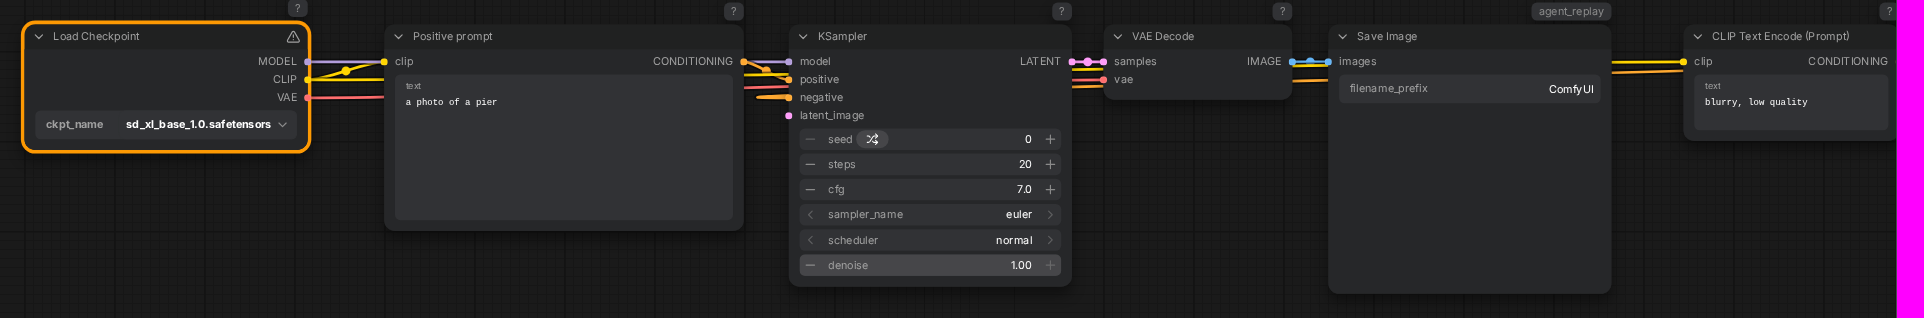 ?
Load Checkpoint
MODEL
CLIP
VAE
ckpt_name sd_xl_base_1.0.safetensors
?
Positive prompt
clip CONDITIONING
text
a photo of a pier
?
KSampler
model LATENT
positive
negative
latent_image
seed 0
steps 20
cfg 7.0
sampler_name euler
scheduler normal
denoise 1.00
?
VAE Decode
samples IMAGE
vae
agent_replay
Save Image
images
filename_prefix ComfyUI
?
CLIP Text Encode (Prompt)
clip CONDITIONING
text
blurry, low quality